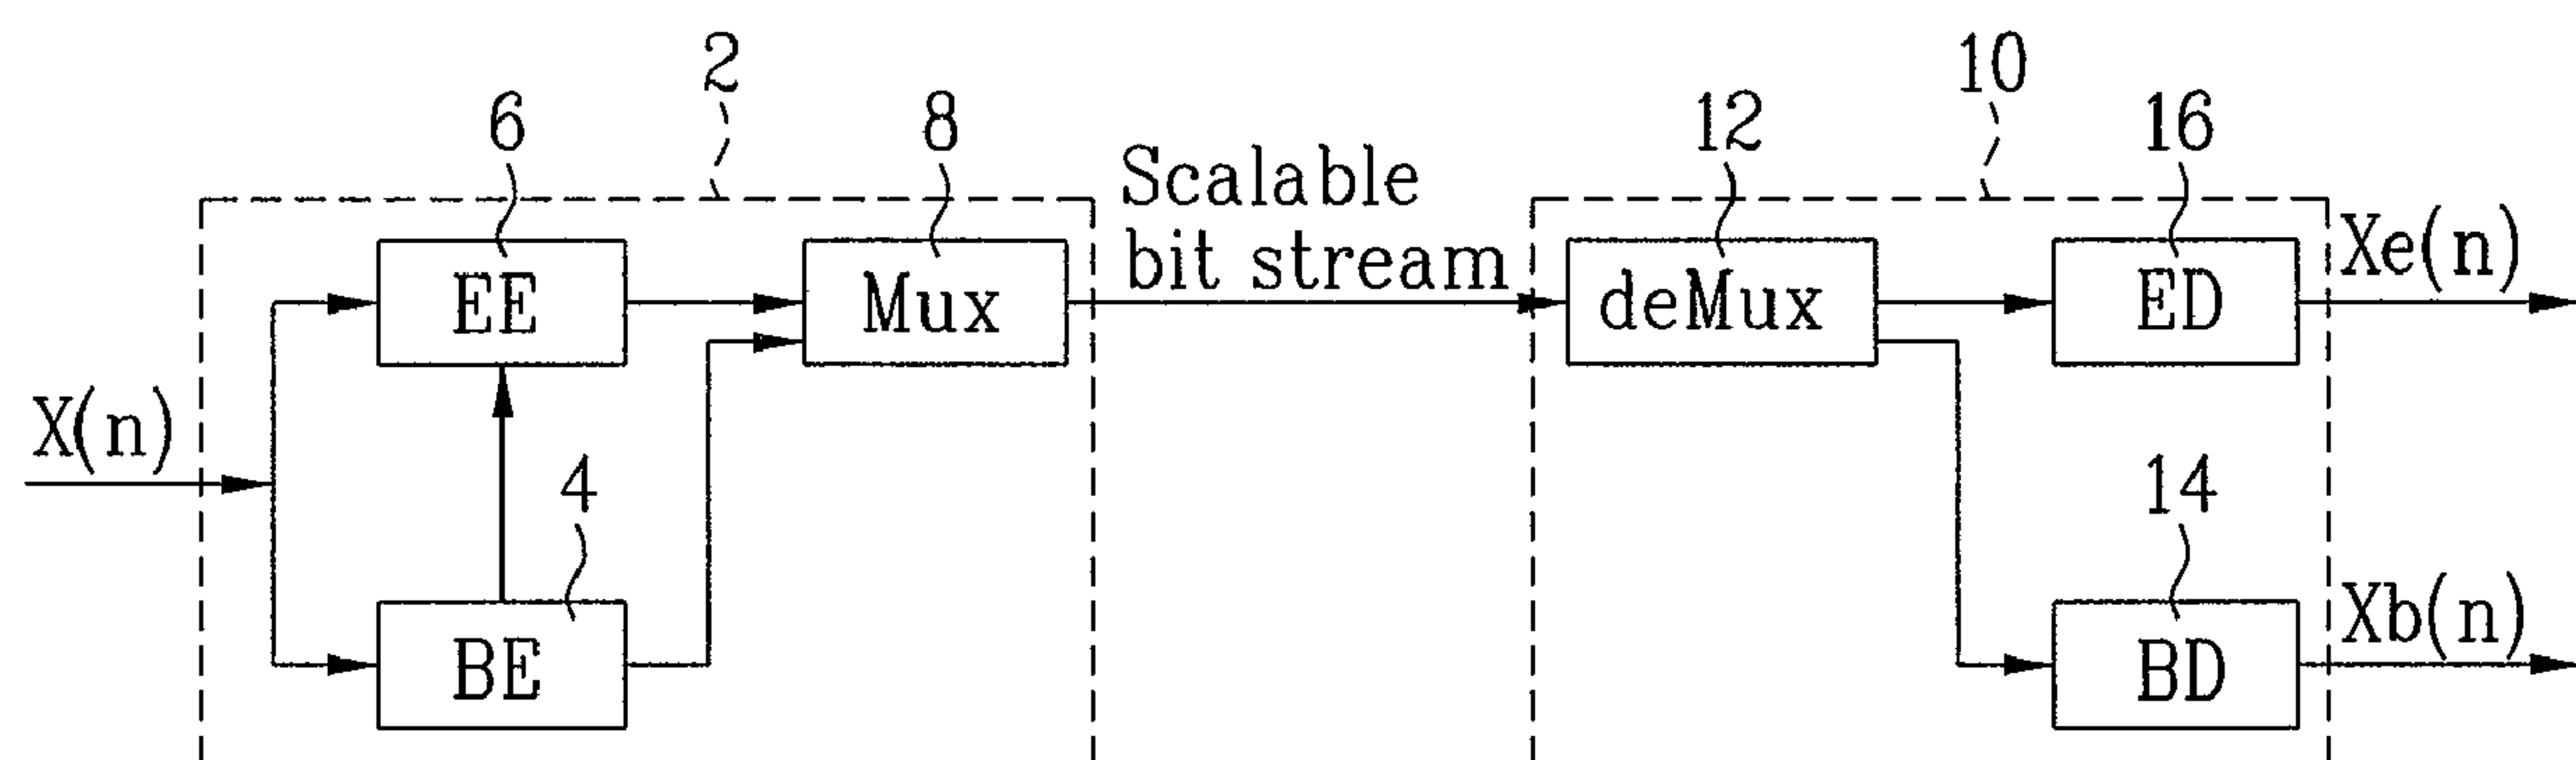 2
10
6
8
12
16
Scalable
bit stream
Xe(n)
EE
Mux
deMux
ED
X(n)
4
14
Xb(n)
BE
BD